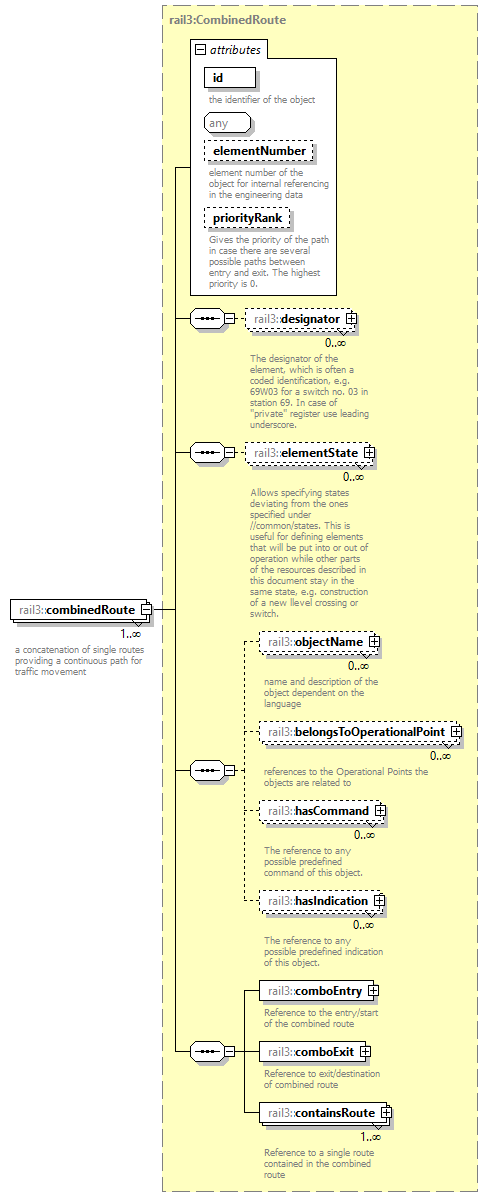 rail3:CombinedRoute
attributes
id
the identifier of the object
any
elementNumber
element number of the
object for internal referencing
in the engineering data
priorityRank
Gives the priority of the path
in case there are several
possible paths between
entry and exit. The highest
priority is 0.
rail3::designator
0..∞
The designator of the
element, which is often a
coded identification, e.g.
69W03 for a switch no. 03 in
station 69. In case of
"private" register use leading
underscore.
rail3::elementState
0..∞
Allows specifying states
deviating from the ones
specified under
//common/states. This is
useful for defining elements
that will be put into or out of
operation while other parts
of the resources described in
this document stay in the
same state, e.g. construction
of a new llevel crossing or
switch.
rail3::combinedRoute
1..∞
a concatenation of single routes
providing a continuous path for
traffic movement
rail3::objectName
0..∞
name and description of the
object dependent on the
language
rail3::belongsToOperationalPoint
0..∞
references to the Operational Points the
objects are related to
rail3::hasCommand
0..∞
The reference to any
possible predefined
command of this object.
rail3::hasIndication
0..∞
The reference to any
possible predefined indication
of this object.
rail3::comboEntry
Reference to the entry/start
of the combined route
rail3::comboExit
Reference to exit/destination
of combined route
rail3::containsRoute
1..∞
Reference to a single route
contained in the combined
route